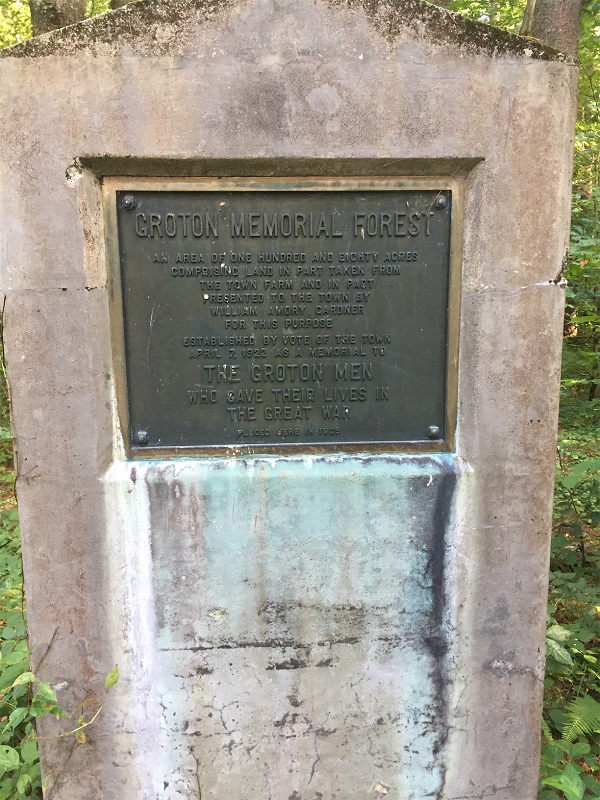 GROTON MEMORIAL FOREST
AN AREA OF ONE HUNDRED AND EIGHTY ACRES
COMPRISING LAND IN PART TAKEN FROM
THE TOWN FARM AND IN PART
PRESENTED TO THE TOWN BY
WILLIAM AMORY GARDNER
FOR THIS PURPOSE
ESTABLISHED BY VOTE OF THE TOWN
APRIL 7, 1922 AS A MEMORIAL TO
THE GROTON MEN
WHO GAVE THEIR LIVES IN
THE GREAT WAR
PLACED HERE IN